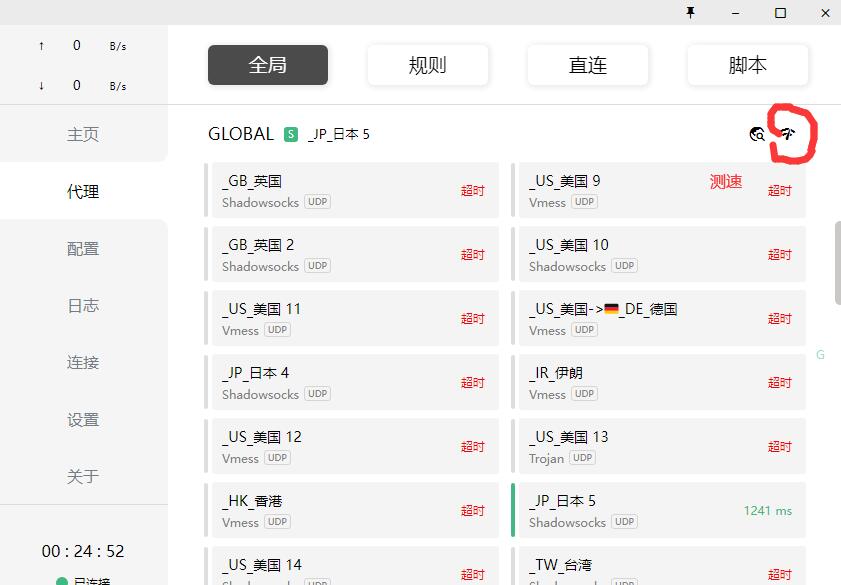 ↑ 0 B/s
↓ 0 B/s
全局 规则 直连 脚本
主页
代理
配置
日志
连接
设置
关于
00 : 24 : 52
已连接
GLOBAL S _JP_日本 5
_GB_英国
Shadowsocks UDP
超时
_US_美国 9
Vmess UDP
测速
超时
_GB_英国 2
Shadowsocks UDP
超时
_US_美国 10
Shadowsocks UDP
超时
_US_美国 11
Vmess UDP
超时
_US_美国->🇩🇪_DE_德国
Vmess UDP
超时
_JP_日本 4
Shadowsocks UDP
超时
_IR_伊朗
Vmess UDP
超时
_US_美国 12
Vmess UDP
超时
_US_美国 13
Trojan UDP
超时
_HK_香港
Vmess UDP
超时
_JP_日本 5
Shadowsocks UDP
1241 ms
_US_美国 14
Shadowsocks UDP
超时
_TW_台湾
Shadowsocks UDP
超时
G